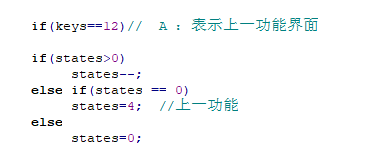 if(keys==12)// A : 表示上一功能界面
if(states>0)
states--;
else if(states == 0)
states=4; //上一功能
else
states=0;